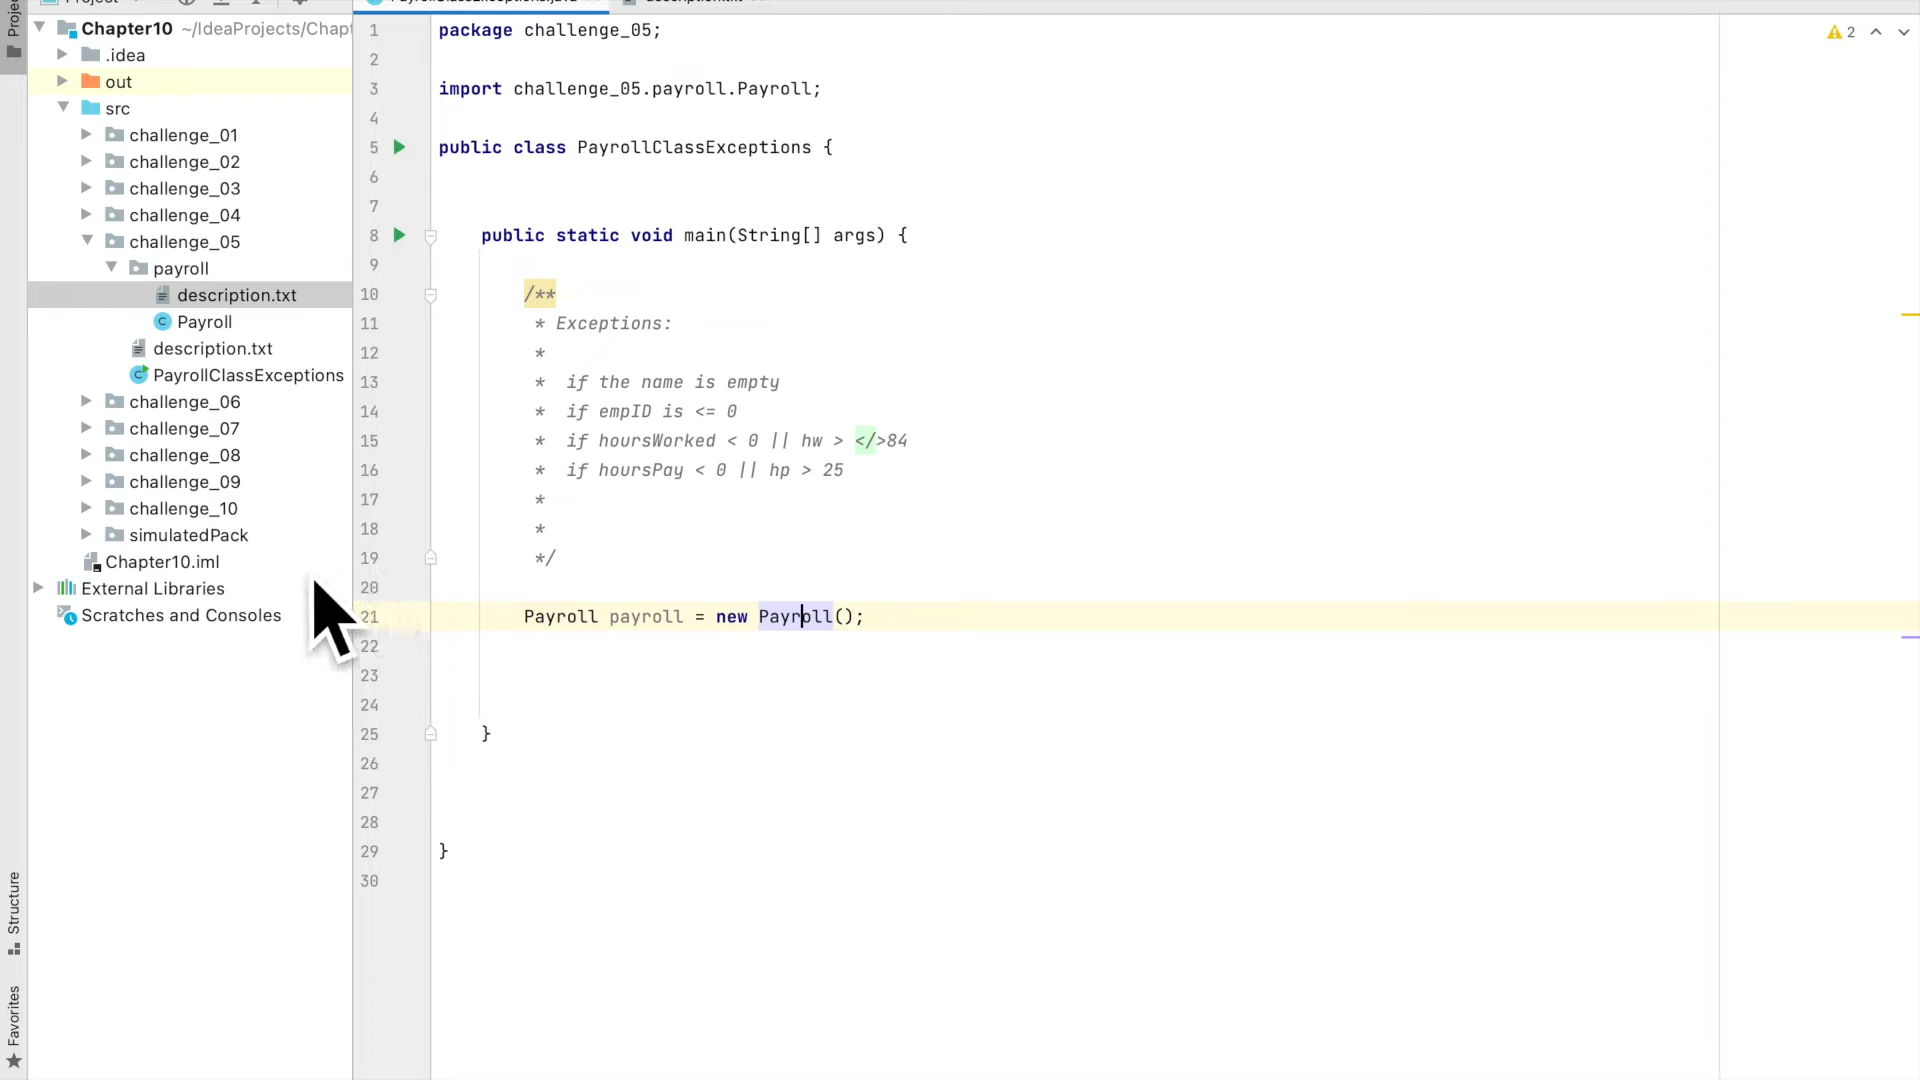 Project
Chapter10 ~/IdeaProjects/Chapt
.idea
out
src
challenge_01
challenge_02
challenge_03
challenge_04
challenge_05
payroll
description.txt
Payroll
description.txt
PayrollClassExceptions
challenge_06
challenge_07
challenge_08
challenge_09
challenge_10
simulatedPack
Chapter10.iml
External Libraries
Scratches and Consoles
Structure
Favorites
1 package challenge_05;
2
3 import challenge_05.payroll.Payroll;
4
5 public class PayrollClassExceptions {
6
7
8 public static void main(String[] args) {
9
10 /**
11 * Exceptions:
12 *
13 * if the name is empty
14 * if empID is <= 0
15 * if hoursWorked < 0 || hw > </>84
16 * if hoursPay < 0 || hp > 25
17 *
18 *
19 */
20
21 Payroll payroll = new Payroll();
22
23
24
25 }
26
27
28
29 }
30
2